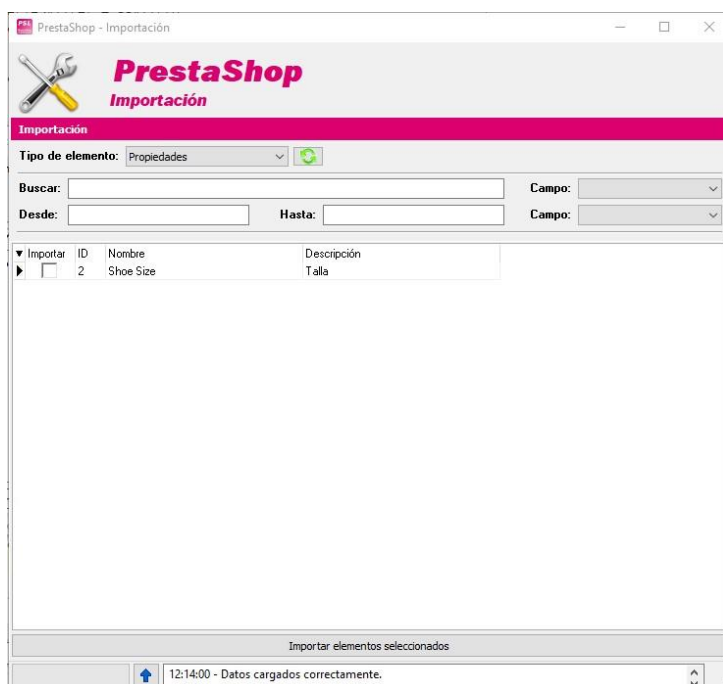 PrestaShop - Importación
PrestaShop
Importación
Importación
Tipo de elemento: Propiedades
Buscar: Campo:
Desde: Hasta: Campo:
Importar ID Nombre Descripción
2 Shoe Size Talla
Importar elementos seleccionados
12:14:00 - Datos cargados correctamente.